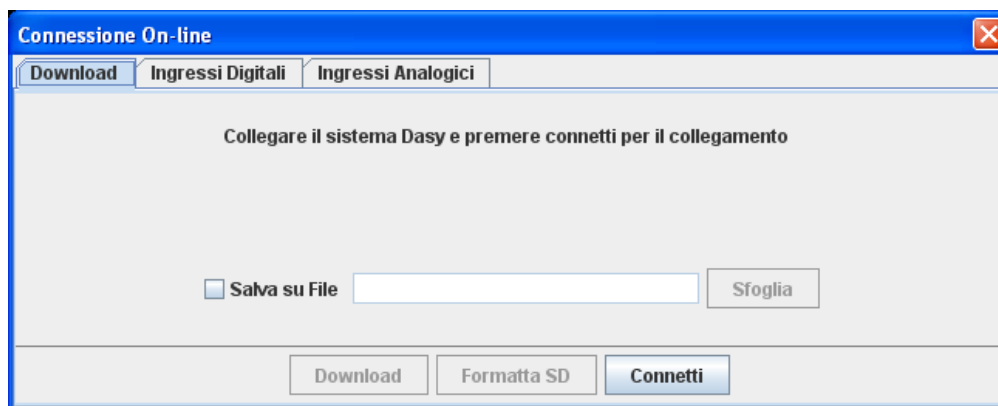 Connessione On-line
Download Ingressi Digitali Ingressi Analogici
Collegare il sistema Dasy e premere connetti per il collegamento
Salva su File Sfoglia
Download Formatta SD Connetti